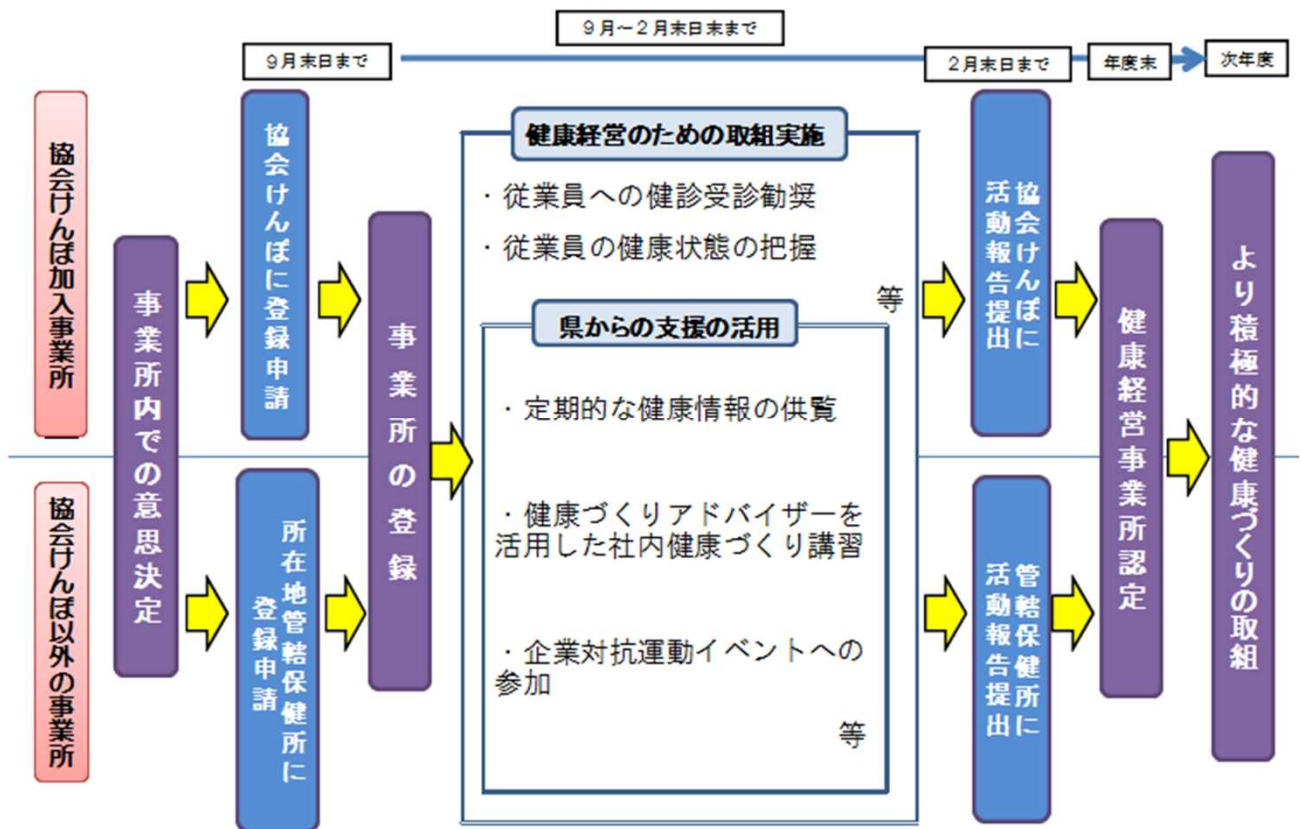 9月~2月末日末まで
9月末日まで
2月末日まで
年度末
次年度
協会けんぽ加入事業所
協会けんぽ以外の事業所
事業所内での意思決定
協会けんぽに登録申請
所在地管轄保健所に
登録申請
事業所の登録
健康経営のための取組実施
・従業員への健診受診勧奨
・従業員の健康状態の把握
等
県からの支援の活用
・定期的な健康情報の供覧
・健康づくりアドバイザーを
活用した社内健康づくり講習
・企業対抗運動イベントへの
参加
等
協会けんぽに
活動報告提出
管轄保健所に
活動報告提出
健康経営事業所認定
より積極的な健康づくりの取組